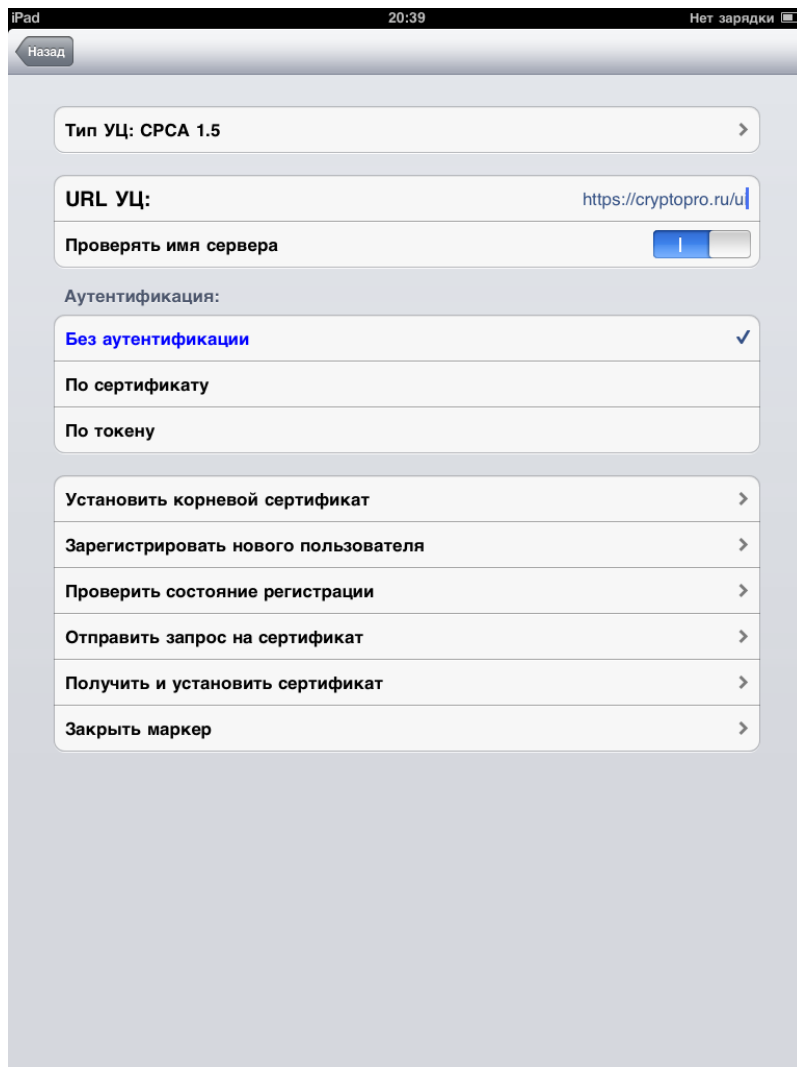 iPad 20:39 Нет зарядки
Назад
Тип УЦ: CPCA 1.5
URL УЦ: https://cryptopro.ru/u
Проверять имя сервера
Аутентификация:
Без аутентификации
По сертификату
По токену
Установить корневой сертификат
Зарегистрировать нового пользователя
Проверить состояние регистрации
Отправить запрос на сертификат
Получить и установить сертификат
Закрыть маркер